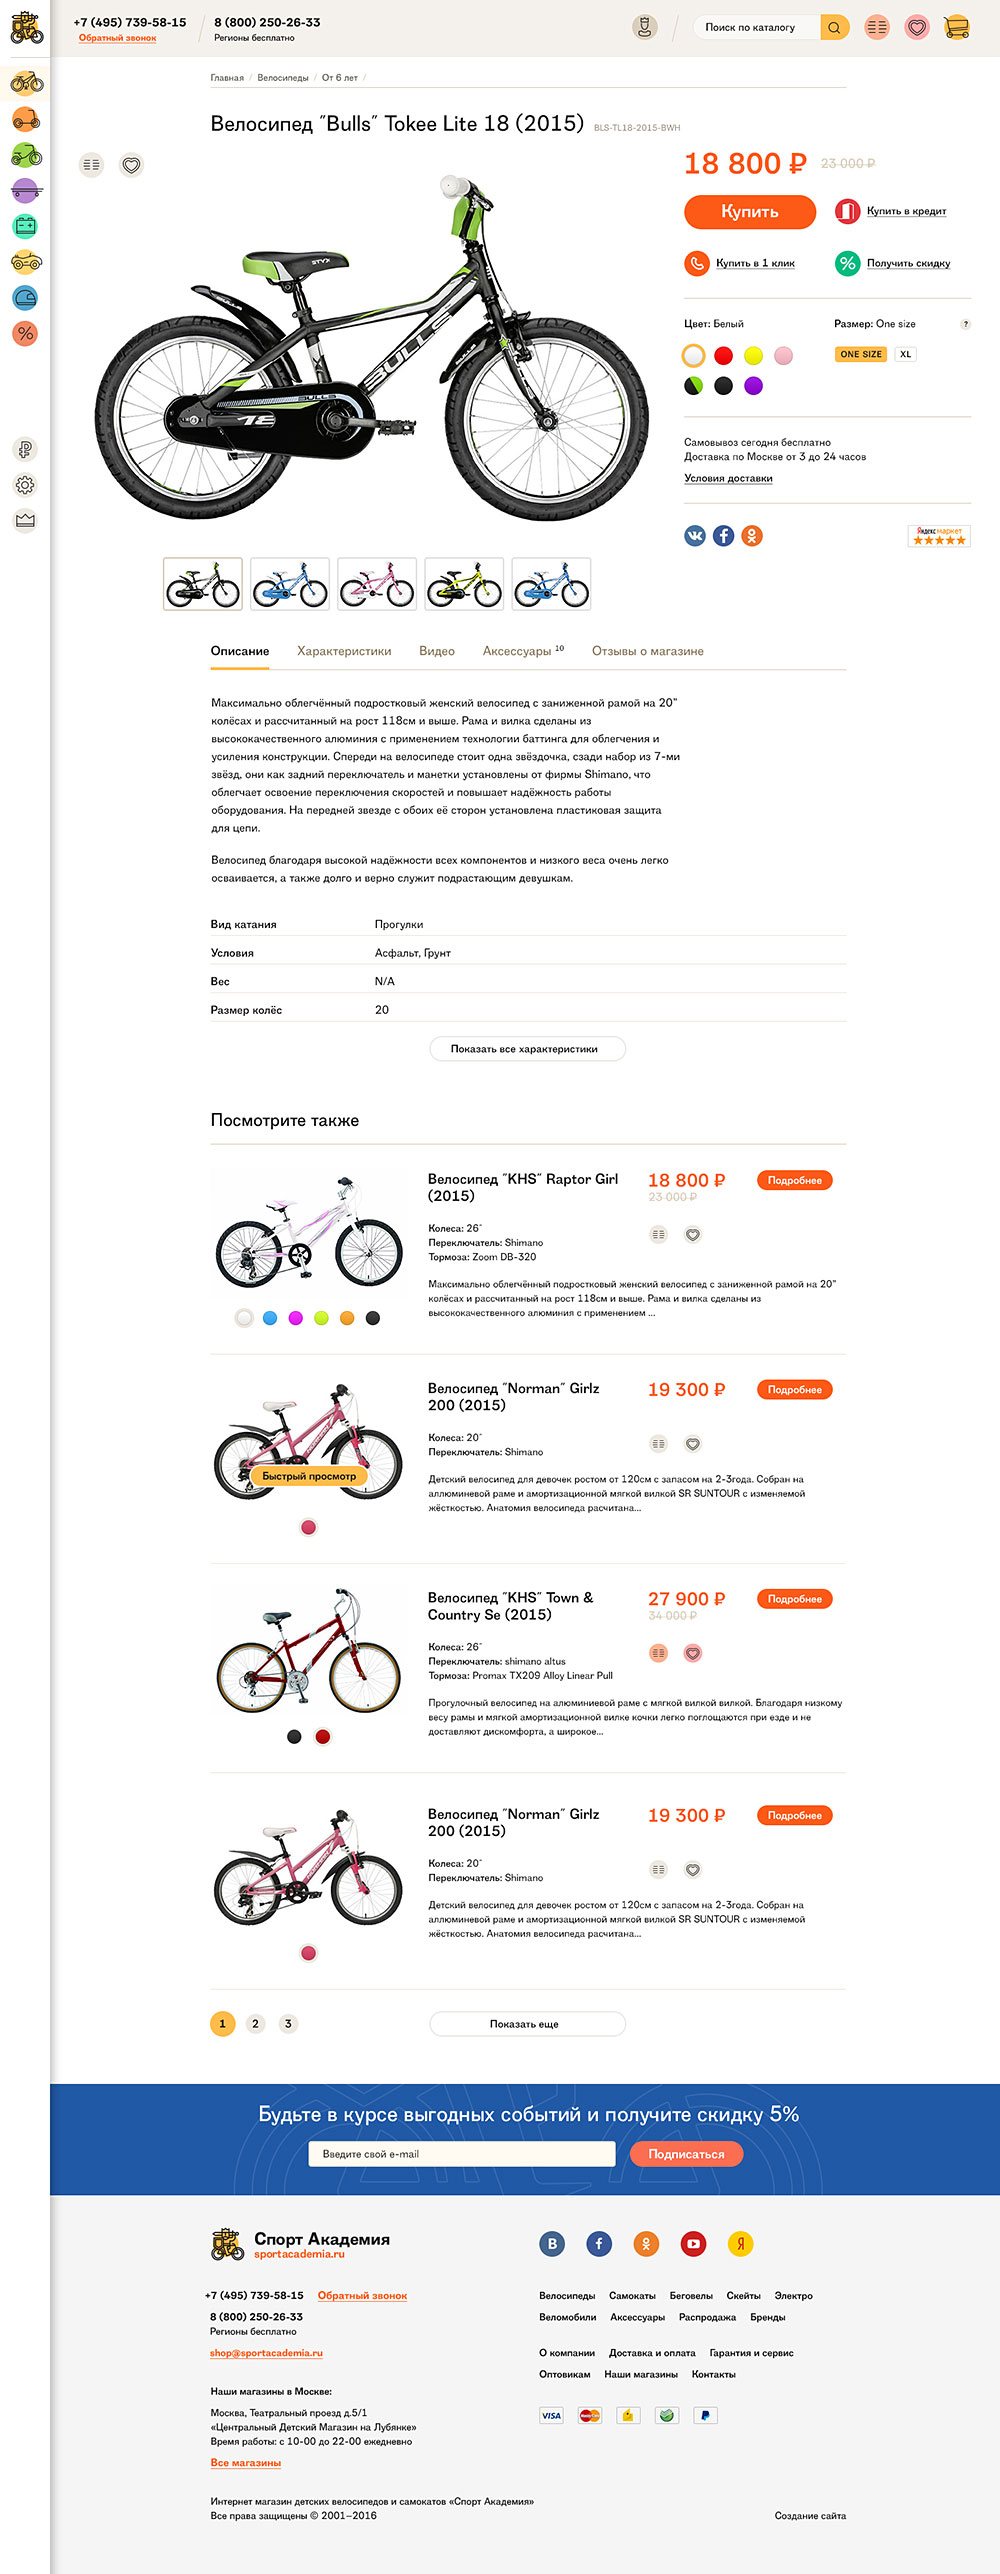 +7 (495) 739-58-15
Обратный звонок
8 (800) 250-26-33
Регионы бесплатно
Поиск по каталогу
Главная / Велосипеды / От 6 лет /
Велосипед "Bulls" Tokee Lite 18 (2015) BLS-TL18-2015-BWH
18 800 ₽ 23 000 ₽
Купить
Купить в кредит
Купить в 1 клик
Получить скидку
Цвет: Белый
Размер: One size ?
ONE SIZE XL
Самовывоз сегодня бесплатно
Доставка по Москве от 3 до 24 часов
Условия доставки
Яндекс маркет
STYX
BULLS
BULLS
BULLS
BULLS
18
Описание Характеристики Видео Аксессуары 10 Отзывы о магазине
Максимально облегчённый подростковый женский велосипед с заниженной рамой на 20"
колёсах и рассчитанный на рост 118см и выше. Рама и вилка сделаны из
высококачественного алюминия с применением технологии баттинга для облегчения и
усиления конструкции. Спереди на велосипеде стоит одна звёздочка, сзади набор из 7-ми
звёзд, они как задний переключатель и манетки установлены от фирмы Shimano, что
облегчает освоение переключения скоростей и повышает надёжность работы
оборудования. На передней звезде с обоих её сторон установлена пластиковая защита
для цепи.
Велосипед благодаря высокой надёжности всех компонентов и низкого веса очень легко
осваивается, а также долго и верно служит подрастающим девушкам.
Вид катания Прогулки
Условия Асфальт, Грунт
Вес N/A
Размер колёс 20
Показать все характеристики
Посмотрите также
Велосипед "KHS" Raptor Girl
(2015)
18 800 ₽
23 000 ₽
Подробнее
Колеса: 26"
Переключатель: Shimano
Тормоза: Zoom DB-320
Максимально облегчённый подростковый женский велосипед с заниженной рамой на 20"
колёсах и рассчитанный на рост 118см и выше. Рама и вилка сделаны из
высококачественного алюминия с применением ...
Велосипед "Norman" Girlz
200 (2015)
19 300 ₽
Подробнее
Колеса: 20"
Переключатель: Shimano
Быстрый просмотр
Детский велосипед для девочек ростом от 120см с запасом на 2-3года. Собран на
аллюминевой раме и амортизационной мягкой вилкой SR SUNTOUR с изменяемой
жёсткостью. Анатомия велосипеда расчитана...
Велосипед "KHS" Town &
Country Se (2015)
27 900 ₽
34 000 ₽
Подробнее
Колеса: 26"
Переключатель: shimano altus
Тормоза: Promax TX209 Alloy Linear Pull
Прогулочный велосипед на алюминиевой раме с мягкой вилкой вилкой. Благодаря низкому
весу рамы и мягкой амортизационной вилке кочки легко поглощаются при езде и не
доставляют дискомфорта, а широкое...
Велосипед "Norman" Girlz
200 (2015)
19 300 ₽
Подробнее
Колеса: 20"
Переключатель: Shimano
Детский велосипед для девочек ростом от 120см с запасом на 2-3года. Собран на
аллюминевой раме и амортизационной мягкой вилкой SR SUNTOUR с изменяемой
жёсткостью. Анатомия велосипеда расчитана...
1 2 3
Показать еще
Будьте в курсе выгодных событий и получите скидку 5%
Введите свой e-mail
Подписаться
Спорт Академия
sportacademia.ru
+7 (495) 739-58-15 Обратный звонок
8 (800) 250-26-33
Регионы бесплатно
shop@sportacademia.ru
Наши магазины в Москве:
Москва, Театральный проезд д.5/1
«Центральный Детский Магазин на Лубянке»
Время работы: с 10-00 до 22-00 ежедневно
Все магазины
Велосипеды Самокаты Беговелы Скейты Электро
Веломобили Аксессуары Распродажа Бренды
О компании Доставка и оплата Гарантия и сервис
Оптовикам Наши магазины Контакты
VISA MasterCard
Интернет магазин детских велосипедов и самокатов «Спорт Академия»
Все права защищены © 2001–2016
Создание сайта